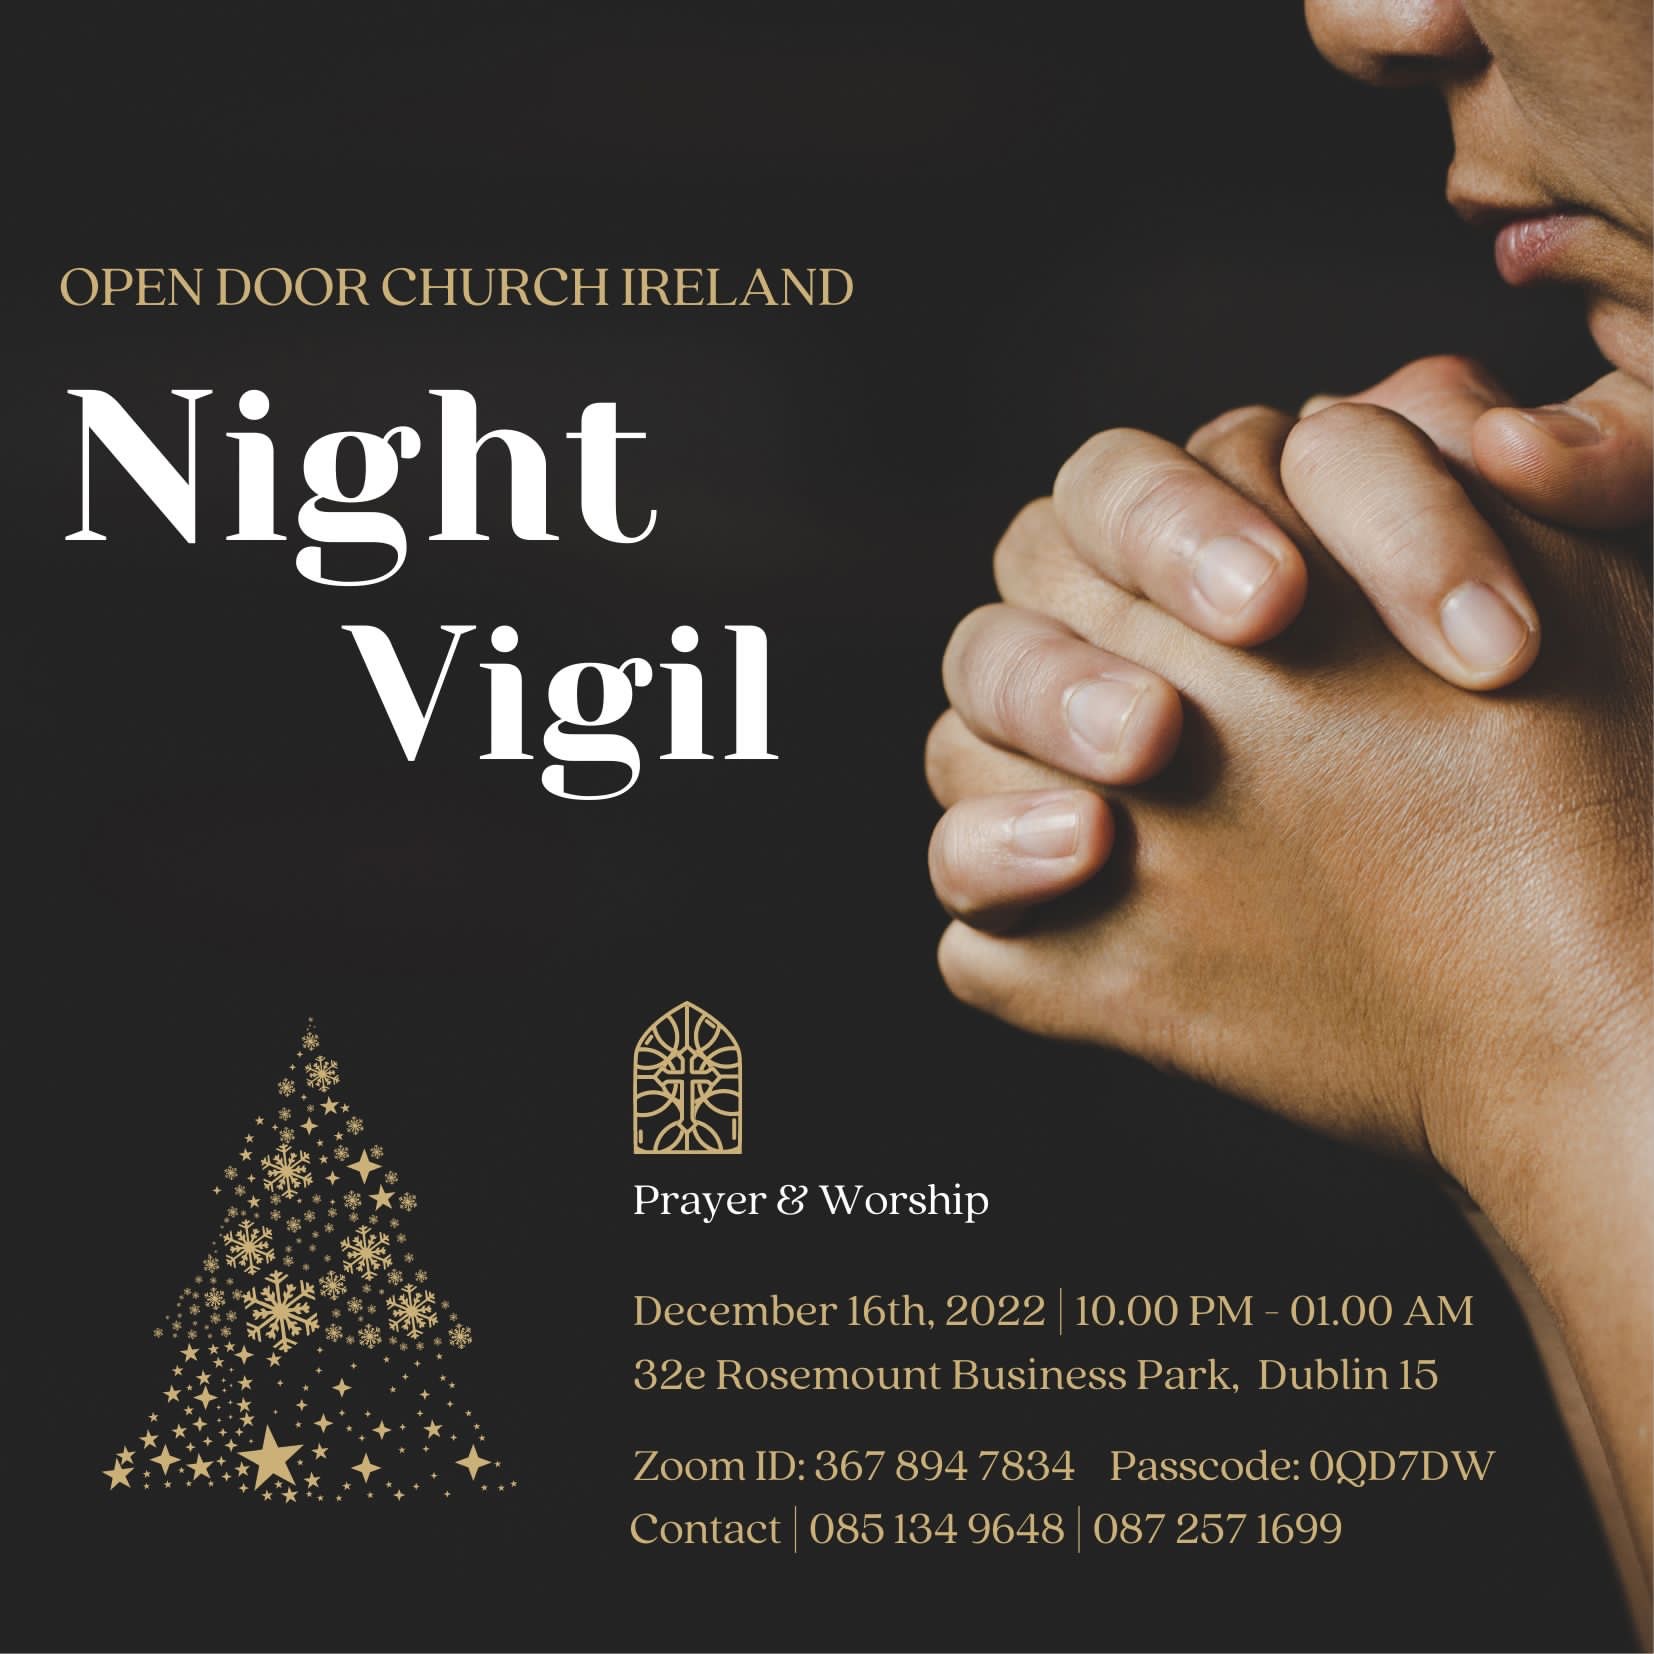 OPEN DOOR CHURCH IRELAND
Night
Vigil
Prayer & Worship
December 16th, 2022 | 10.00 PM - 01.00 AM
32e Rosemount Business Park, Dublin 15
Zoom ID: 367 894 7834 Passcode: 0QD7DW
Contact | 085 134 9648 | 087 257 1699